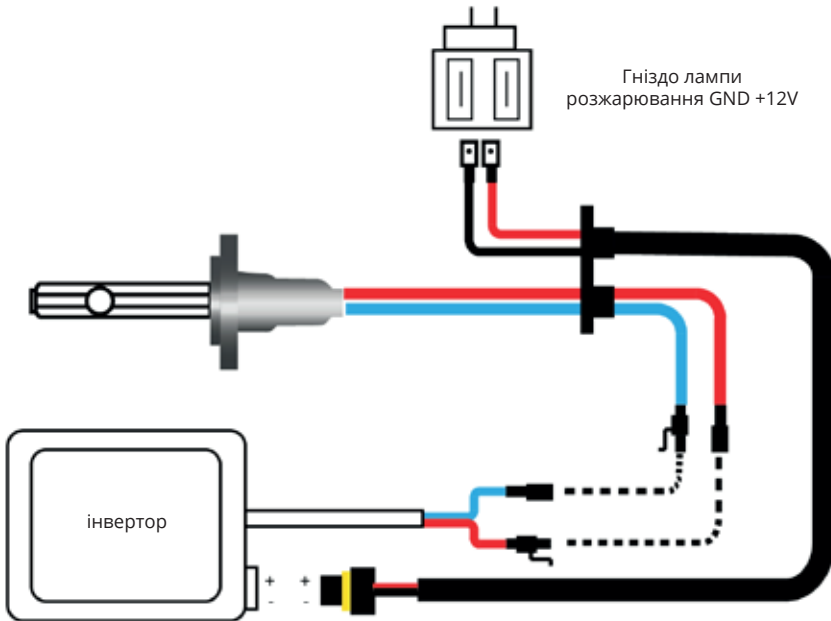 Гніздо лампи
розжарювання GND +12V
інвертор
+ +
- -